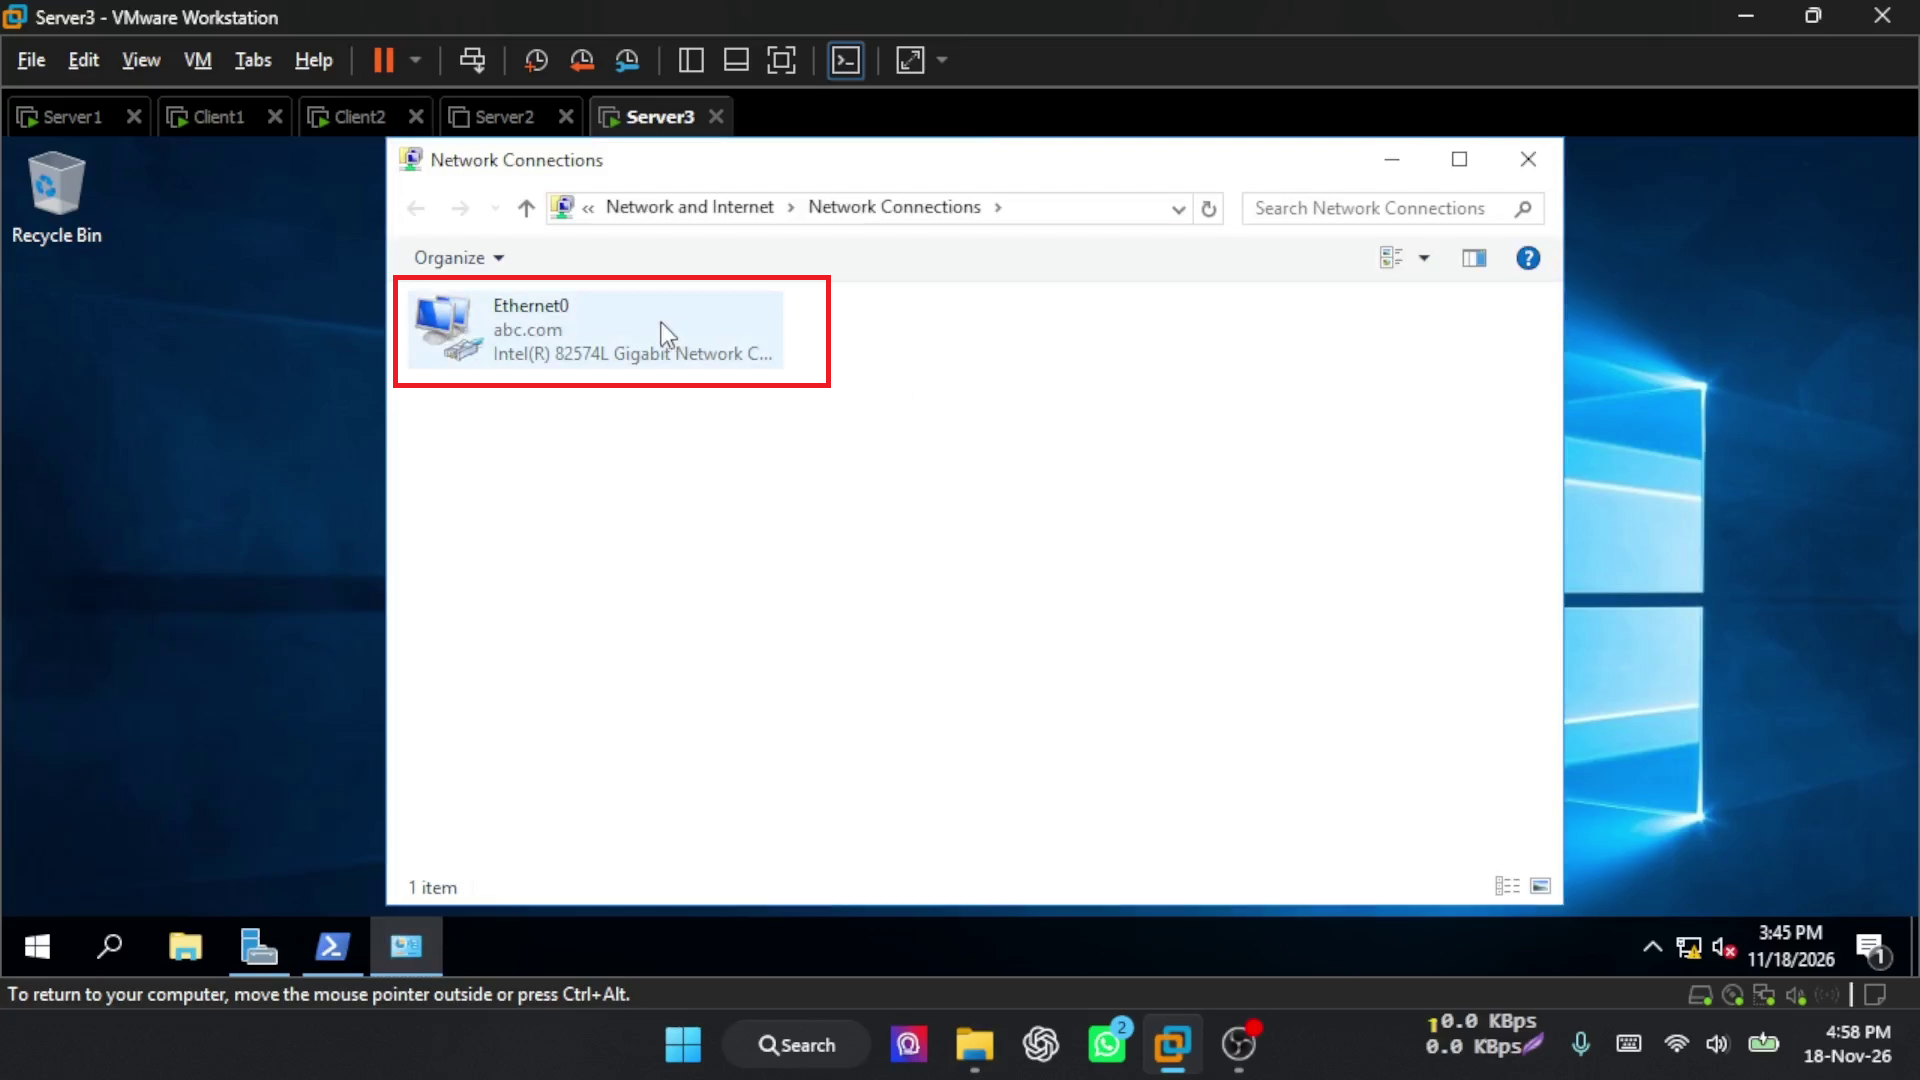 Server3 - VMware Workstation
File Edit View VM Tabs Help
Server1 Client1 Client2 Server2 Server3
Recycle Bin
Network Connections
« Network and Internet > Network Connections >
Search Network Connections
Organize
Ethernet0
abc.com
Intel(R) 82574L Gigabit Network C...
1 item
3:45 PM
11/18/2026
1
To return to your computer, move the mouse pointer outside or press Ctrl+Alt.
Search
2
0.0 KBps
0.0 KBps
4:58 PM
18-Nov-26